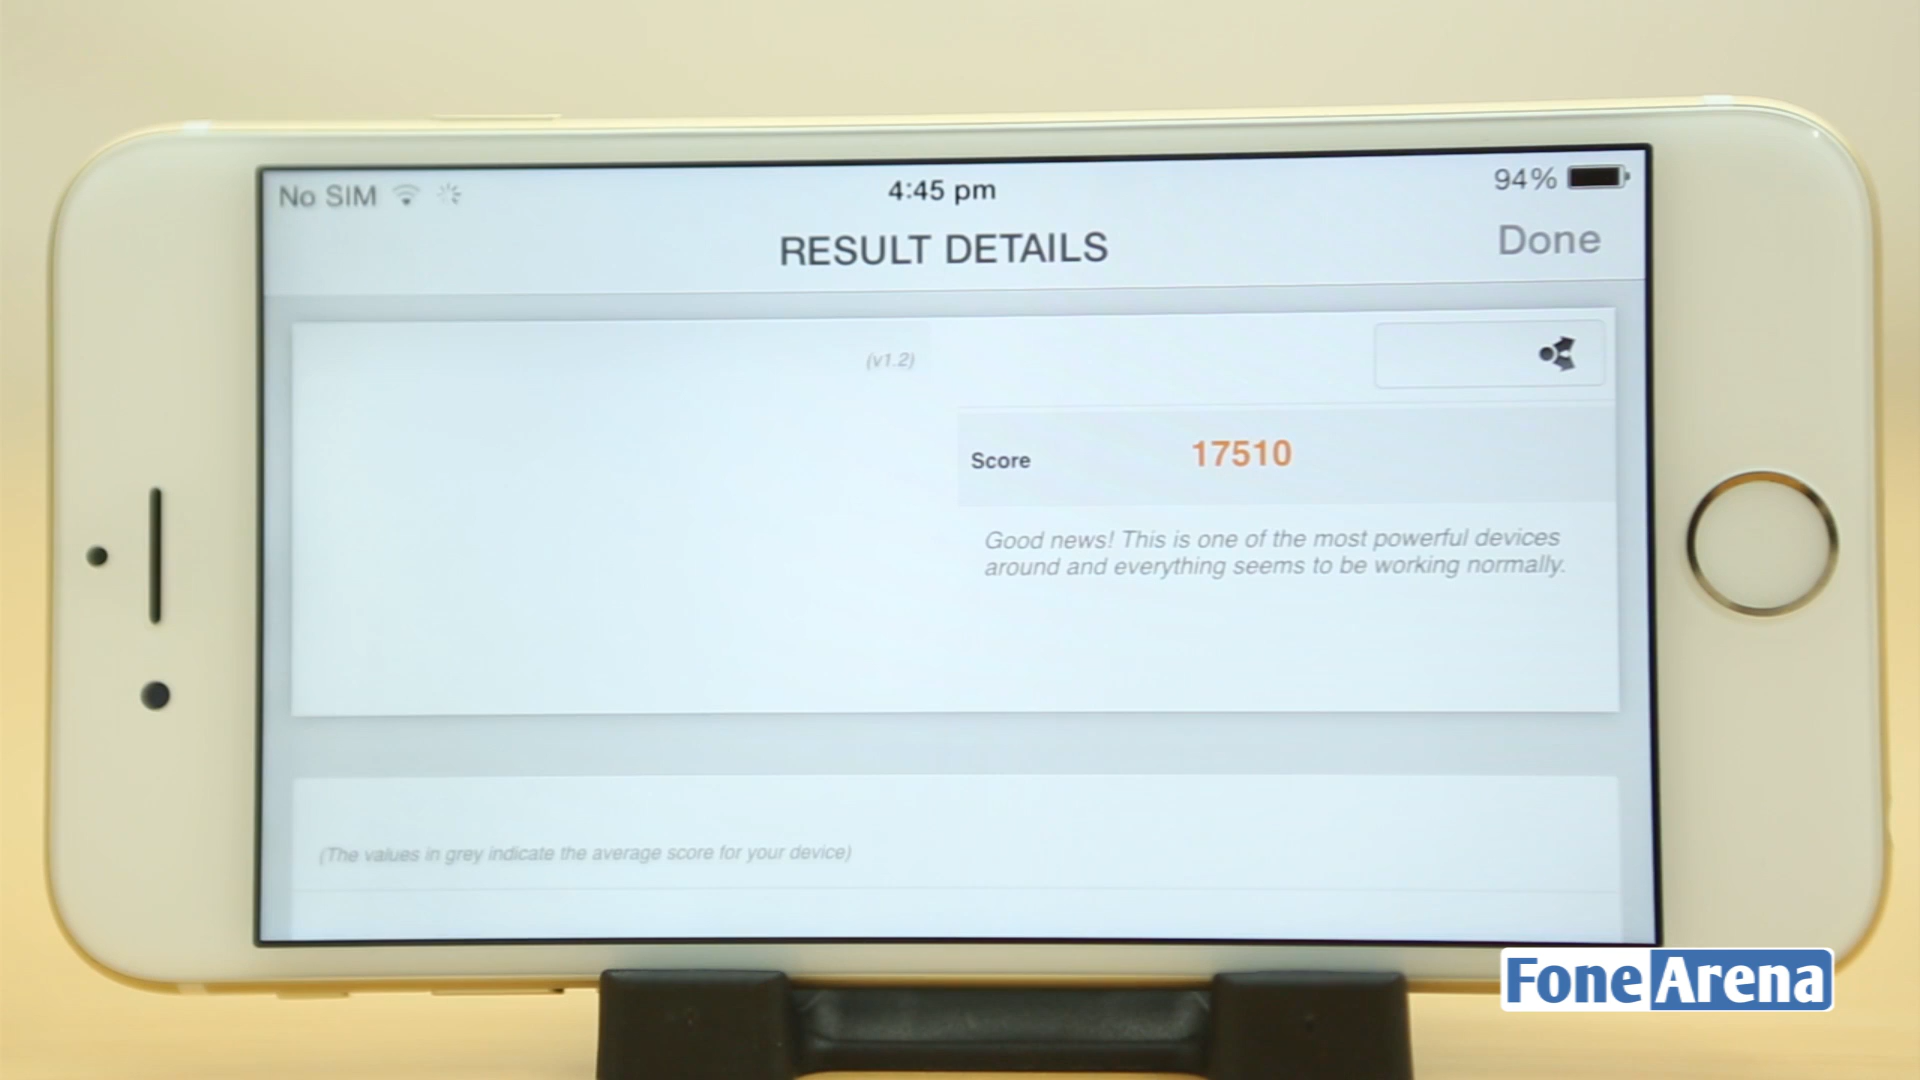 No SIM
4:45 pm
94%
RESULT DETAILS
Done
(v1.2)
Score
17510
Good news! This is one of the most powerful devices
around and everything seems to be working normally.
(The values in grey indicate the average score for your device)
FoneArena